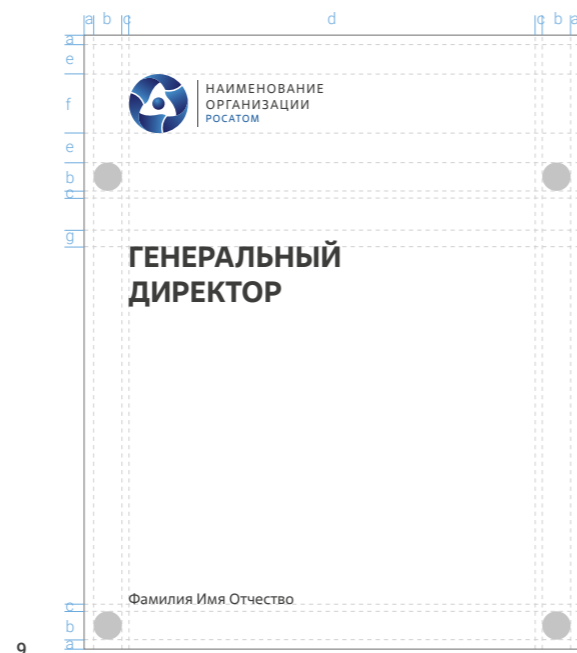 a b c d c b a
a
e
f
e
b
c
g
НАИМЕНОВАНИЕ
ОРГАНИЗАЦИИ
РОСАТОМ
ГЕНЕРАЛЬНЫЙ
ДИРЕКТОР
Фамилия Имя Отчество
c
b
a
9